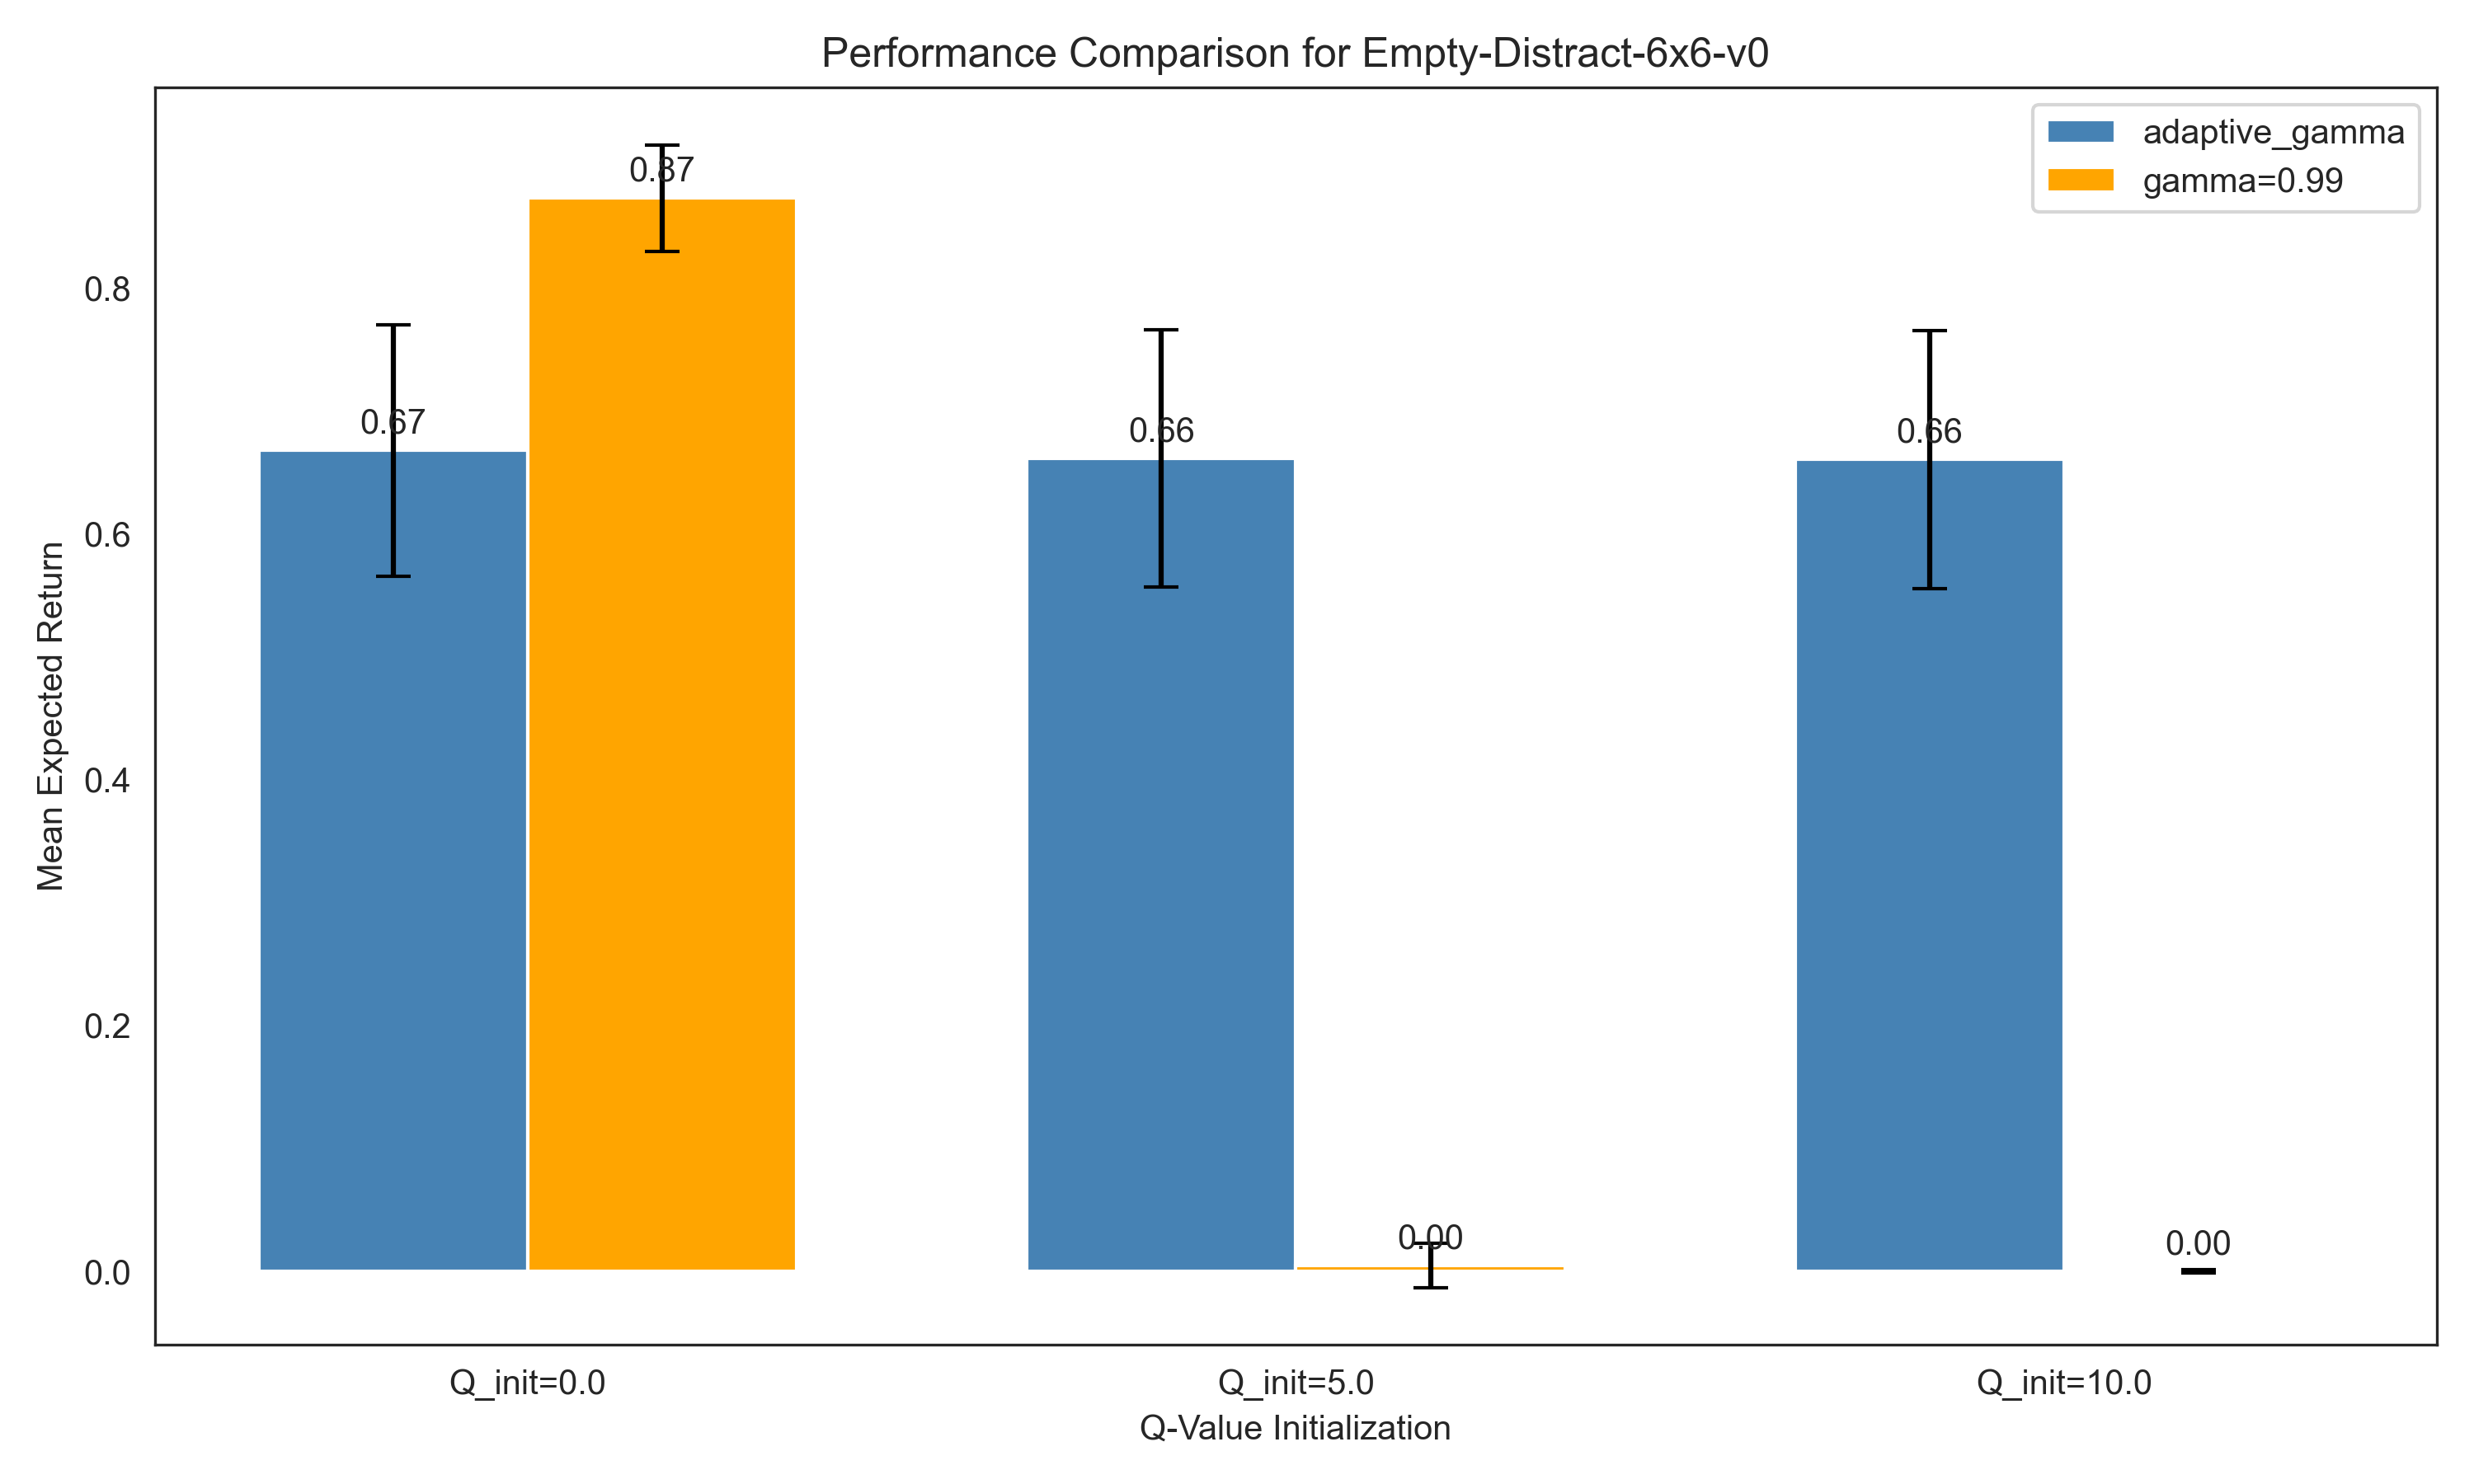 Performance Comparison for Empty-Distract-6x6-v0
adaptive_gamma
gamma=0.99
0.87
0.67
0.66
0.66
0.00
0.00
0.8
0.6
0.4
0.2
0.0
Mean Expected Return
Q_init=0.0
Q_init=5.0
Q_init=10.0
Q-Value Initialization